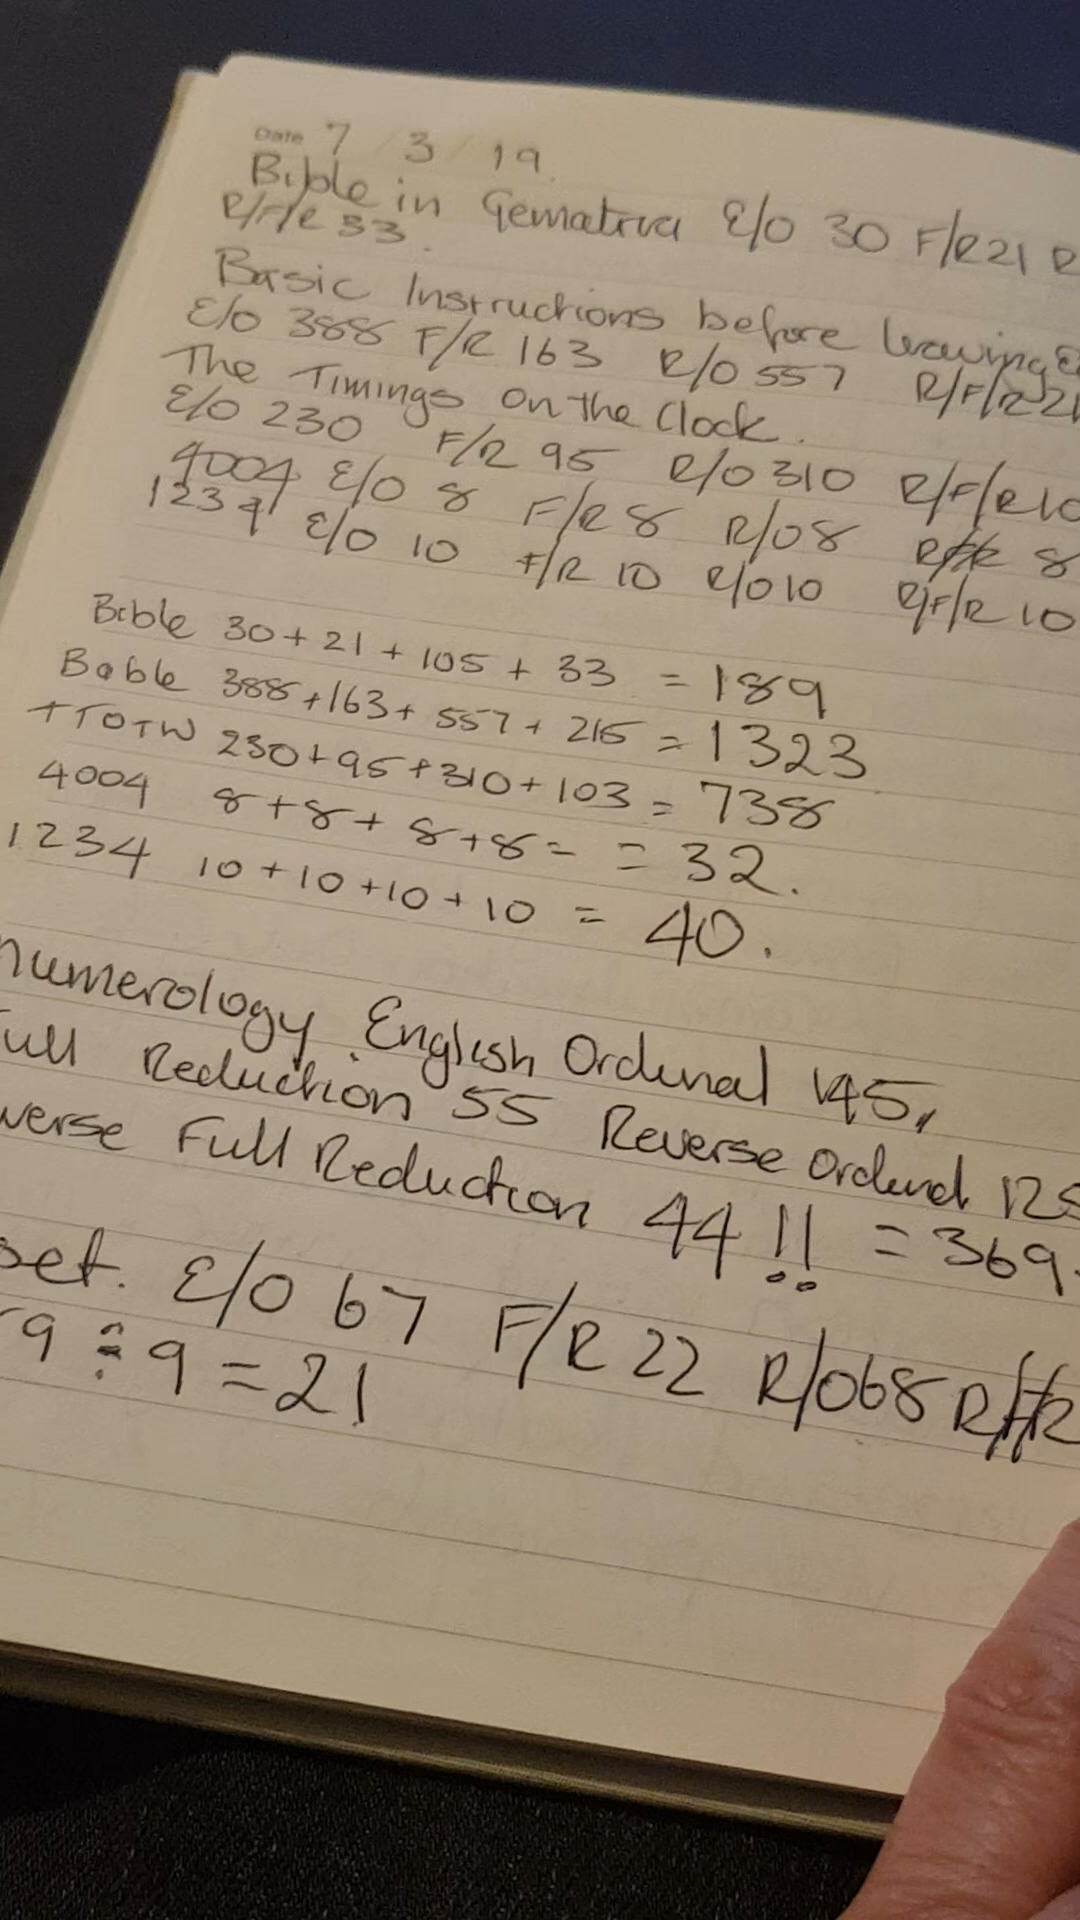 Date 7 3 19.
Bible in Gematria E/O 30 F/R 21 R
R/F/R 33.
Basic Instructions before leaving E
E/O 388 F/R 163 R/O 557 R/F/R 21
The Timings on the Clock.
E/O 230 F/R 95 R/O 310 R/F/R 10
4004 E/O 8 F/R 8 R/O 8 R/F/R 8
1234 E/O 10 F/R 10 R/O 10 R/F/R 10
Bible 30 + 21 + 105 + 33 = 189
Bable 388 + 163 + 557 + 215 = 1323
TTOTW 230 + 95 + 310 + 103 = 738
4004 8 + 8 + 8 + 8 = = 32.
1234 10 + 10 + 10 + 10 = 40.
numerology. English Ordinal 145,
ull Reduction 55 Reverse Ordinal 125
verse Full Reduction 44 !! = 369.
set. E/O 67 F/R 22 R/O 68 R/F/R
9 ÷ 9 = 21